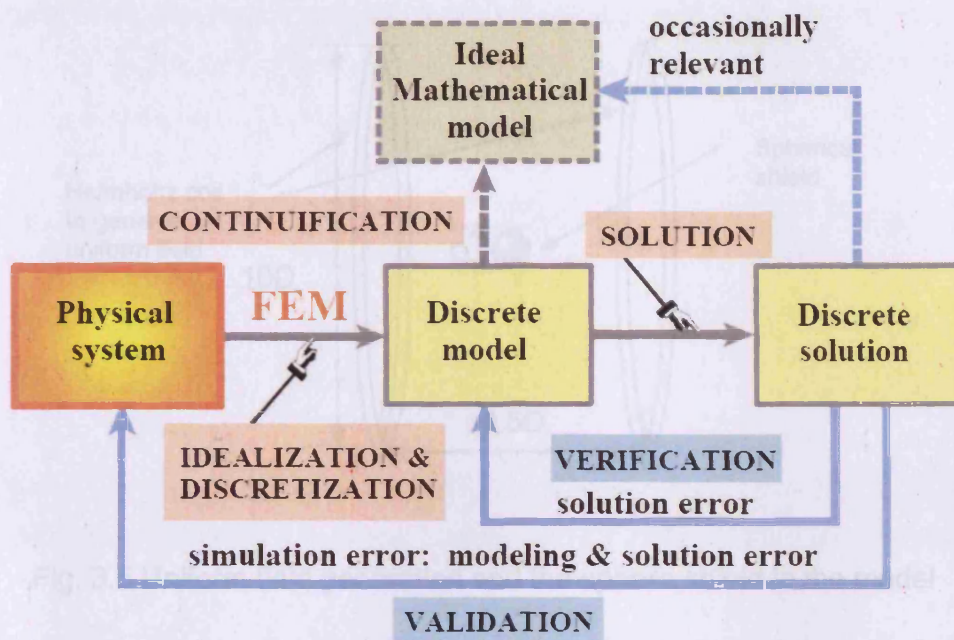 occasionally
relevant
Ideal
Mathematical
model
CONTINUIFICATION
SOLUTION
Physical
system
FEM
Discrete
model
Discrete
solution
IDEALIZATION &
DISCRETIZATION
VERIFICATION
solution error
simulation error: modeling & solution error
VALIDATION